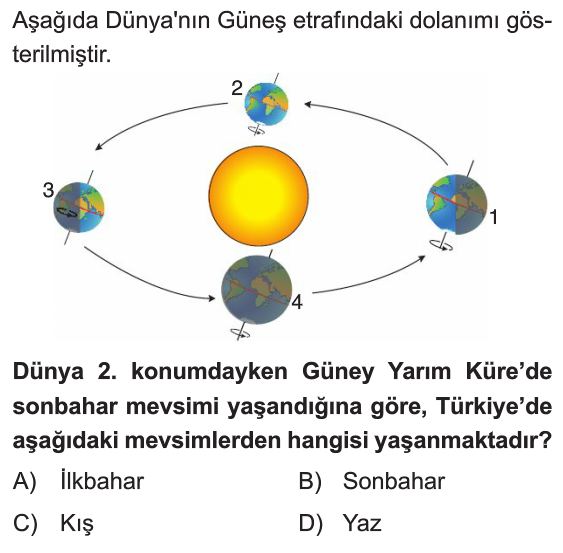 Aşağıda Dünya'nın Güneş etrafındaki dolanımı gös-
terilmiştir.
2
3
1
4
Dünya 2. konumdayken Güney Yarım Küre’de
sonbahar mevsimi yaşandığına göre, Türkiye’de
aşağıdaki mevsimlerden hangisi yaşanmaktadır?
A) İlkbahar B) Sonbahar
C) Kış D) Yaz